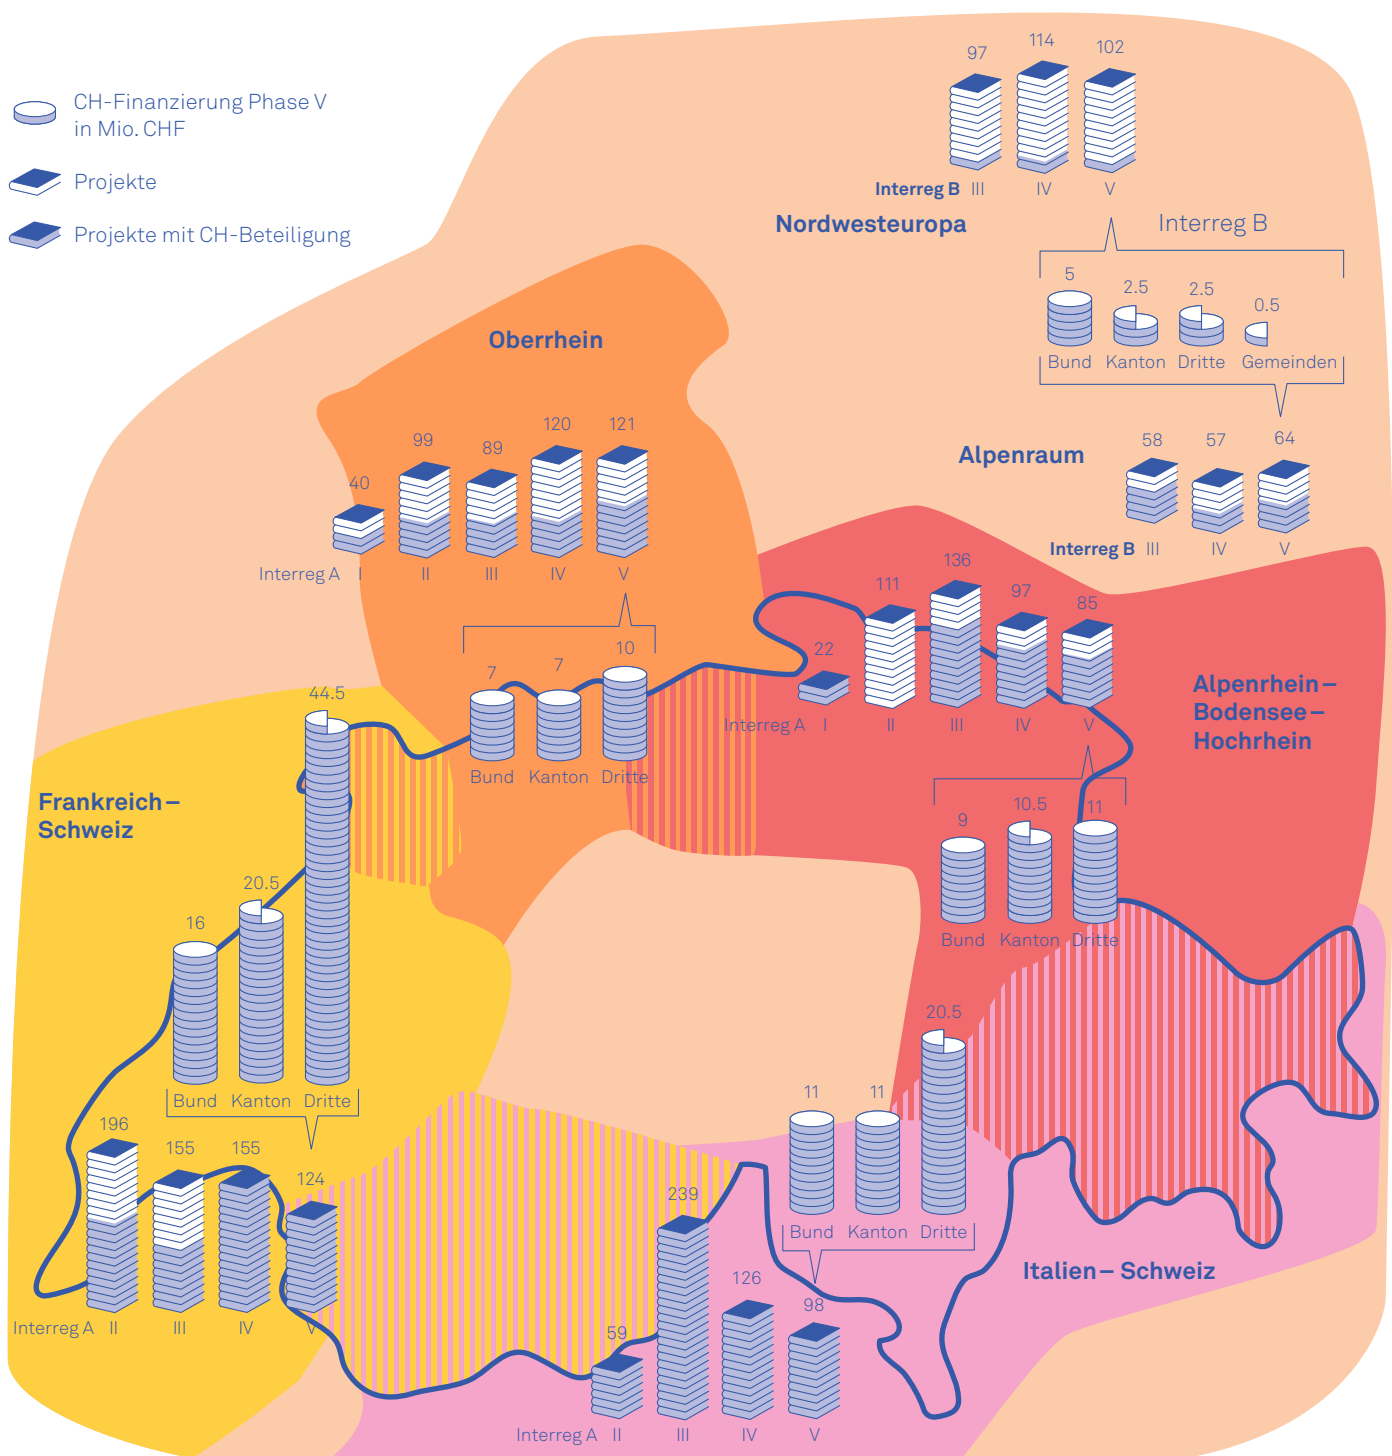 CH-Finanzierung Phase V
in Mio. CHF
Projekte
Projekte mit CH-Beteiligung
97
114
102
Interreg B III IV V
Nordwesteuropa
Interreg B
5
2.5
2.5
0.5
Bund Kanton Dritte Gemeinden
Alpenraum
58
57
64
Interreg B III IV V
Oberrhein
40
99
89
120
121
Interreg A I II III IV V
7
7
10
Bund Kanton Dritte
22
111
136
97
85
Interreg A I II III IV V
Alpenrhein –
Bodensee –
Hochrhein
9
10.5
11
Bund Kanton Dritte
Frankreich –
Schweiz
16
20.5
44.5
Bund Kanton Dritte
196
155
155
124
Interreg A II III IV V
11
11
20.5
Bund Kanton Dritte
Italien – Schweiz
59
239
126
98
Interreg A II III IV V